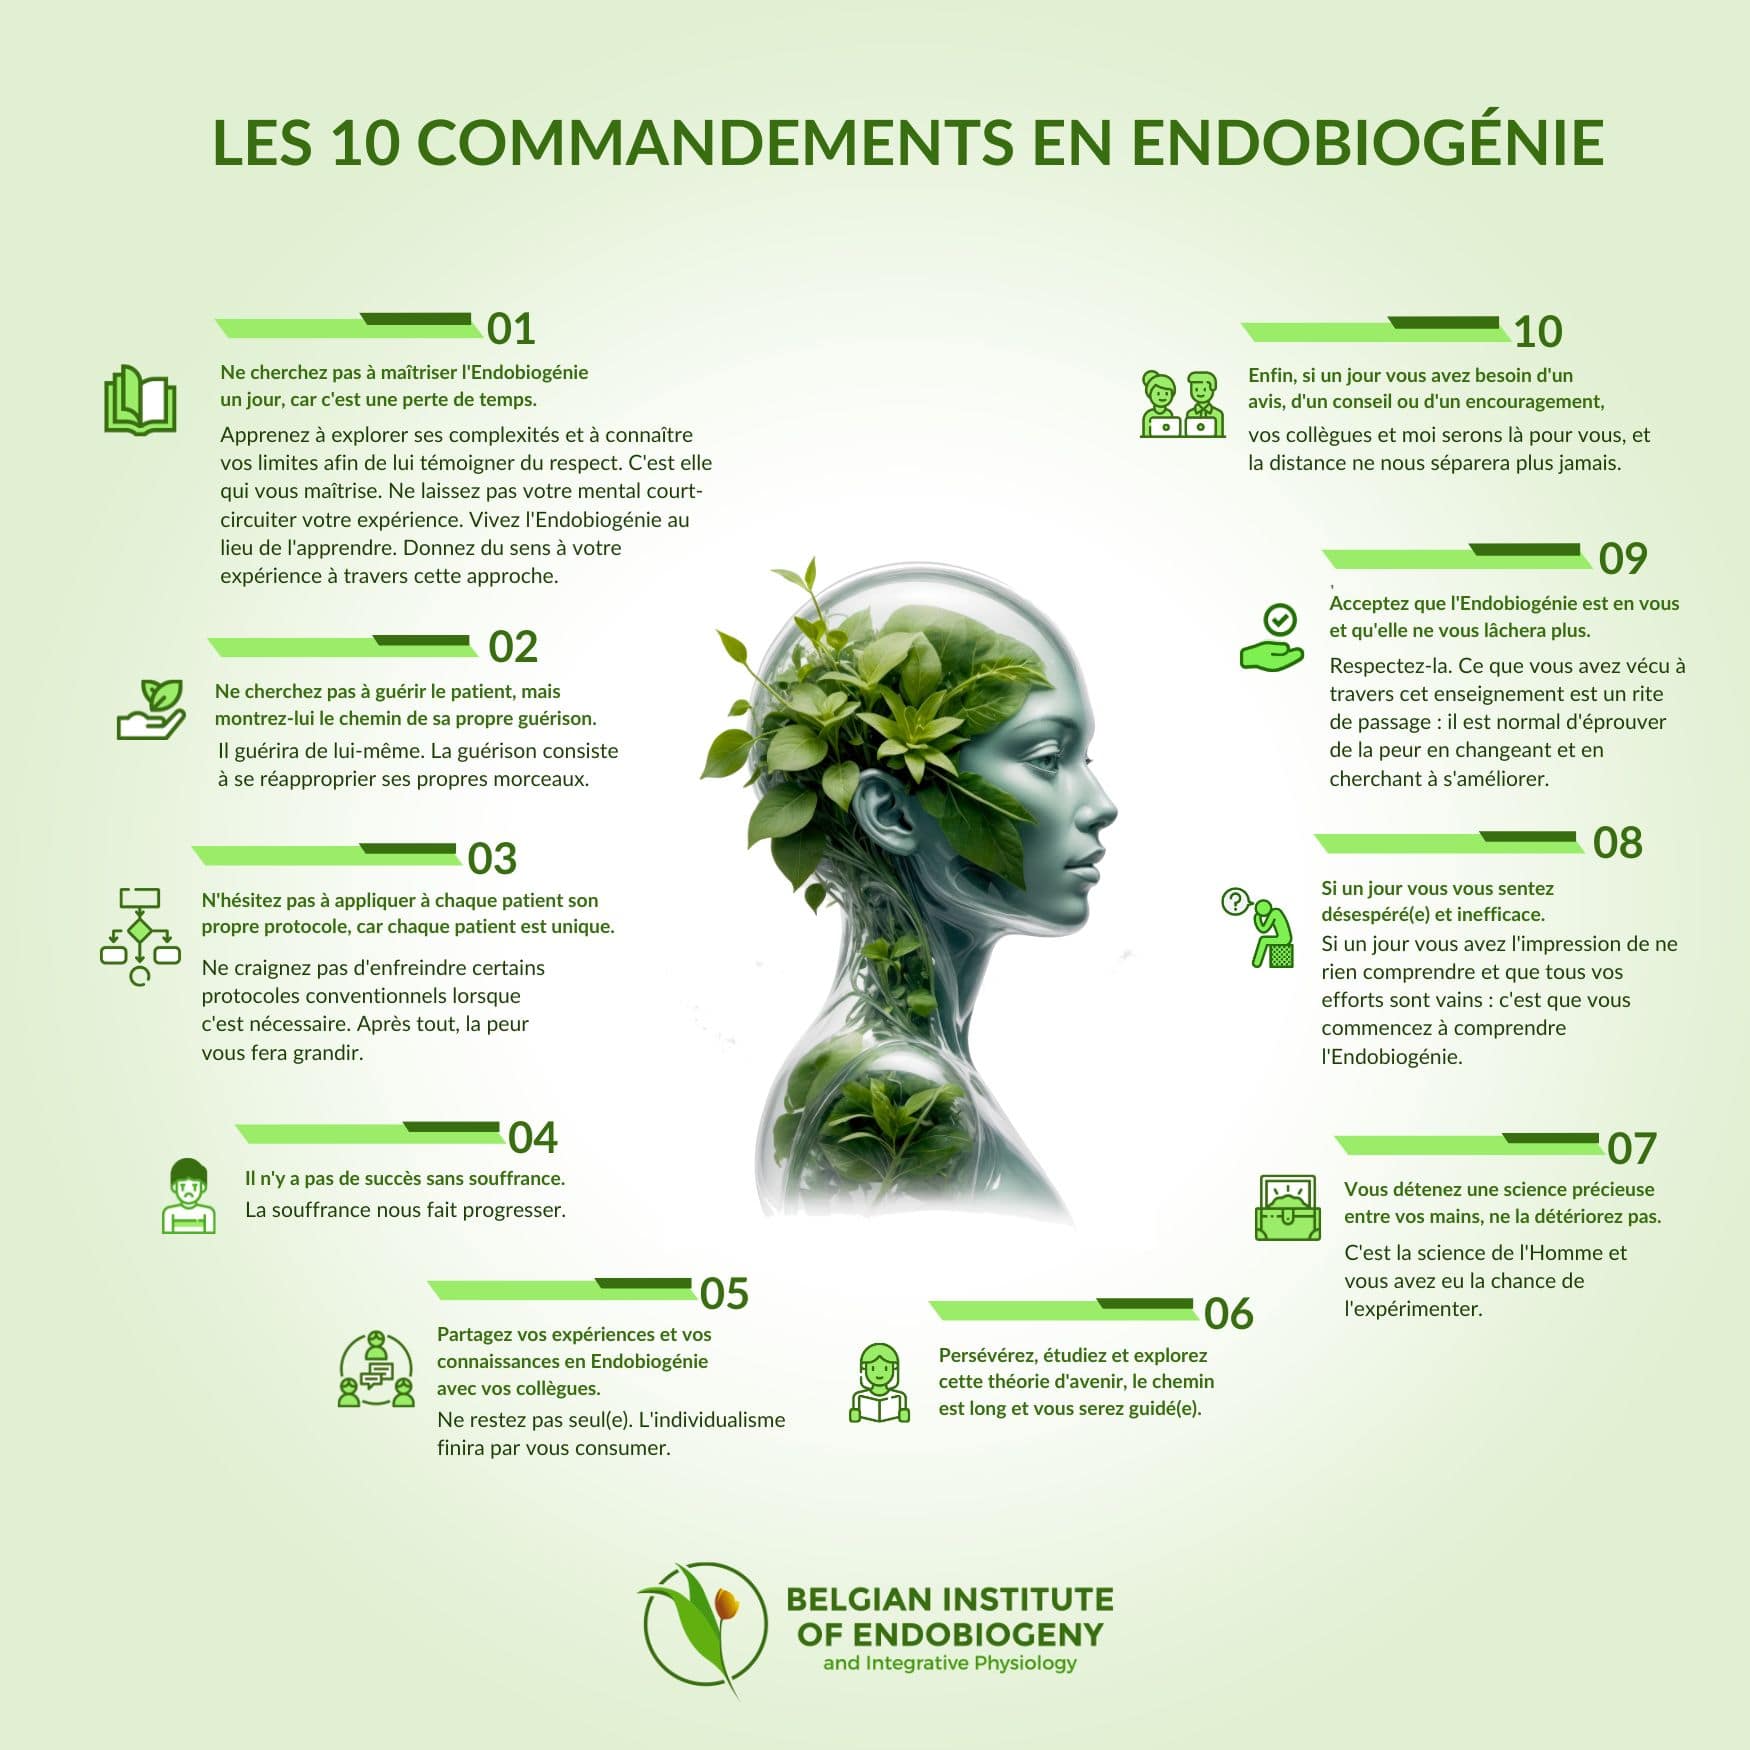 LES 10 COMMANDEMENTS EN ENDOBIOGÉNIE
01
Ne cherchez pas à maîtriser l'Endobiogénie
un jour, car c'est une perte de temps.
Apprenez à explorer ses complexités et à connaître
vos limites afin de lui témoigner du respect. C'est elle
qui vous maîtrise. Ne laissez pas votre mental court-
circuiter votre expérience. Vivez l'Endobiogénie au
lieu de l'apprendre. Donnez du sens à votre
expérience à travers cette approche.
02
Ne cherchez pas à guérir le patient, mais
montrez-lui le chemin de sa propre guérison.
Il guérira de lui-même. La guérison consiste
à se réapproprier ses propres morceaux.
03
N'hésitez pas à appliquer à chaque patient son
propre protocole, car chaque patient est unique.
Ne craignez pas d'enfreindre certains
protocoles conventionnels lorsque
c'est nécessaire. Après tout, la peur
vous fera grandir.
04
Il n'y a pas de succès sans souffrance.
La souffrance nous fait progresser.
05
Partagez vos expériences et vos
connaissances en Endobiogénie
avec vos collègues.
Ne restez pas seul(e). L'individualisme
finira par vous consumer.
06
Persévérez, étudiez et explorez
cette théorie d'avenir, le chemin
est long et vous serez guidé(e).
07
Vous détenez une science précieuse
entre vos mains, ne la détériorez pas.
C'est la science de l'Homme et
vous avez eu la chance de
l'expérimenter.
08
Si un jour vous vous sentez
désespéré(e) et inefficace.
Si un jour vous avez l'impression de ne
rien comprendre et que tous vos
efforts sont vains : c'est que vous
commencez à comprendre
l'Endobiogénie.
09
Acceptez que l'Endobiogénie est en vous
et qu'elle ne vous lâchera plus.
Respectez-la. Ce que vous avez vécu à
travers cet enseignement est un rite
de passage : il est normal d'éprouver
de la peur en changeant et en
cherchant à s'améliorer.
10
Enfin, si un jour vous avez besoin d'un
avis, d'un conseil ou d'un encouragement,
vos collègues et moi serons là pour vous, et
la distance ne nous séparera plus jamais.
BELGIAN INSTITUTE
OF ENDOBIOGENY
and Integrative Physiology